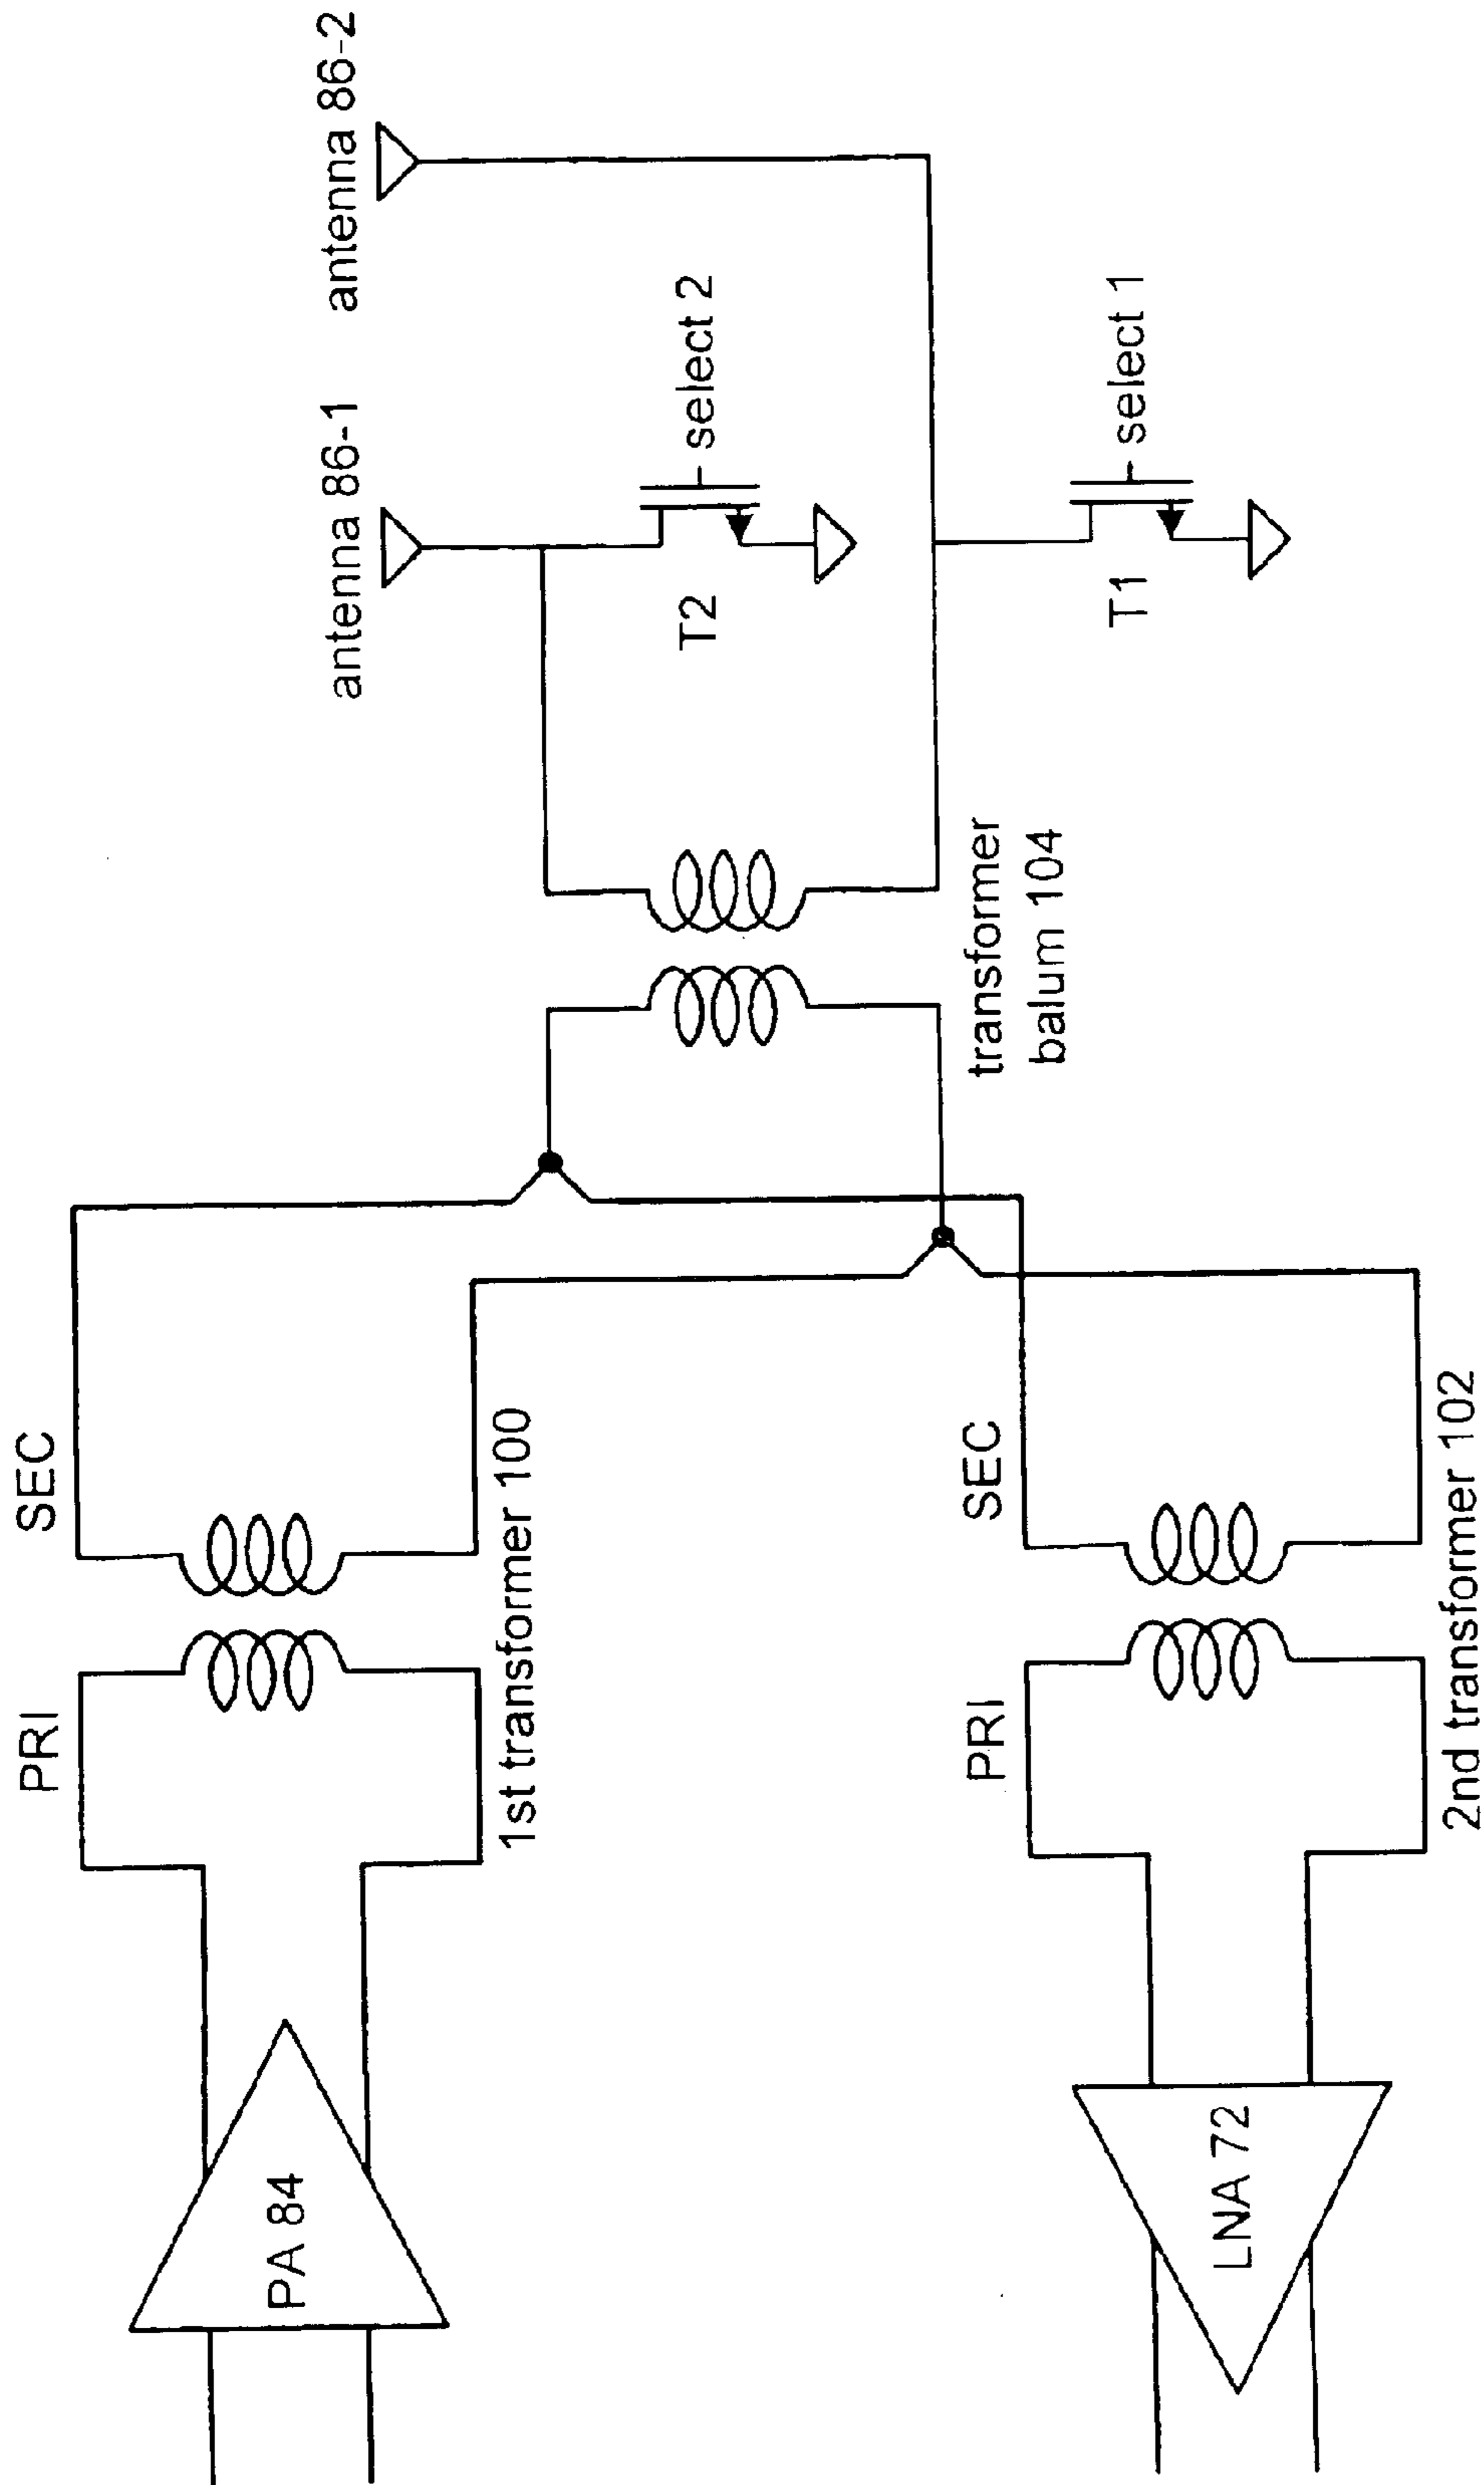 antenna 86-1
antenna 86-2
select 2
T2
select 1
T1
transformer
balum 104
SEC
PRI
1st transformer 100
PA 84
SEC
PRI
2nd transformer 102
LNA 72